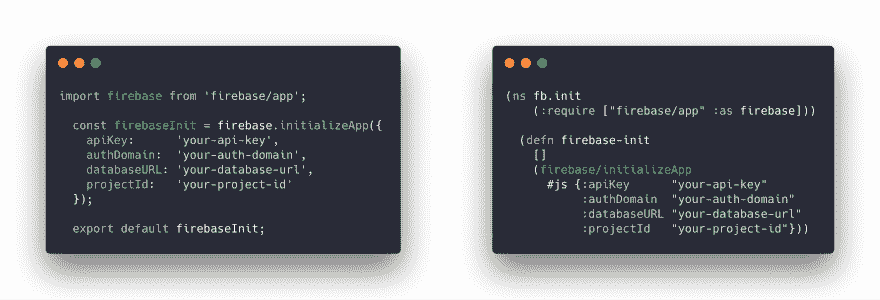 import firebase from 'firebase/app';
const firebaseInit = firebase.initializeApp({
apiKey: 'your-api-key',
authDomain: 'your-auth-domain',
databaseURL: 'your-database-url',
projectId: 'your-project-id'
});
export default firebaseInit;
(ns fb.init
(:require ["firebase/app" :as firebase]))
(defn firebase-init
[]
(firebase/initializeApp
#js {:apiKey "your-api-key"
:authDomain "your-auth-domain"
:databaseURL "your-database-url"
:projectId "your-project-id"}))